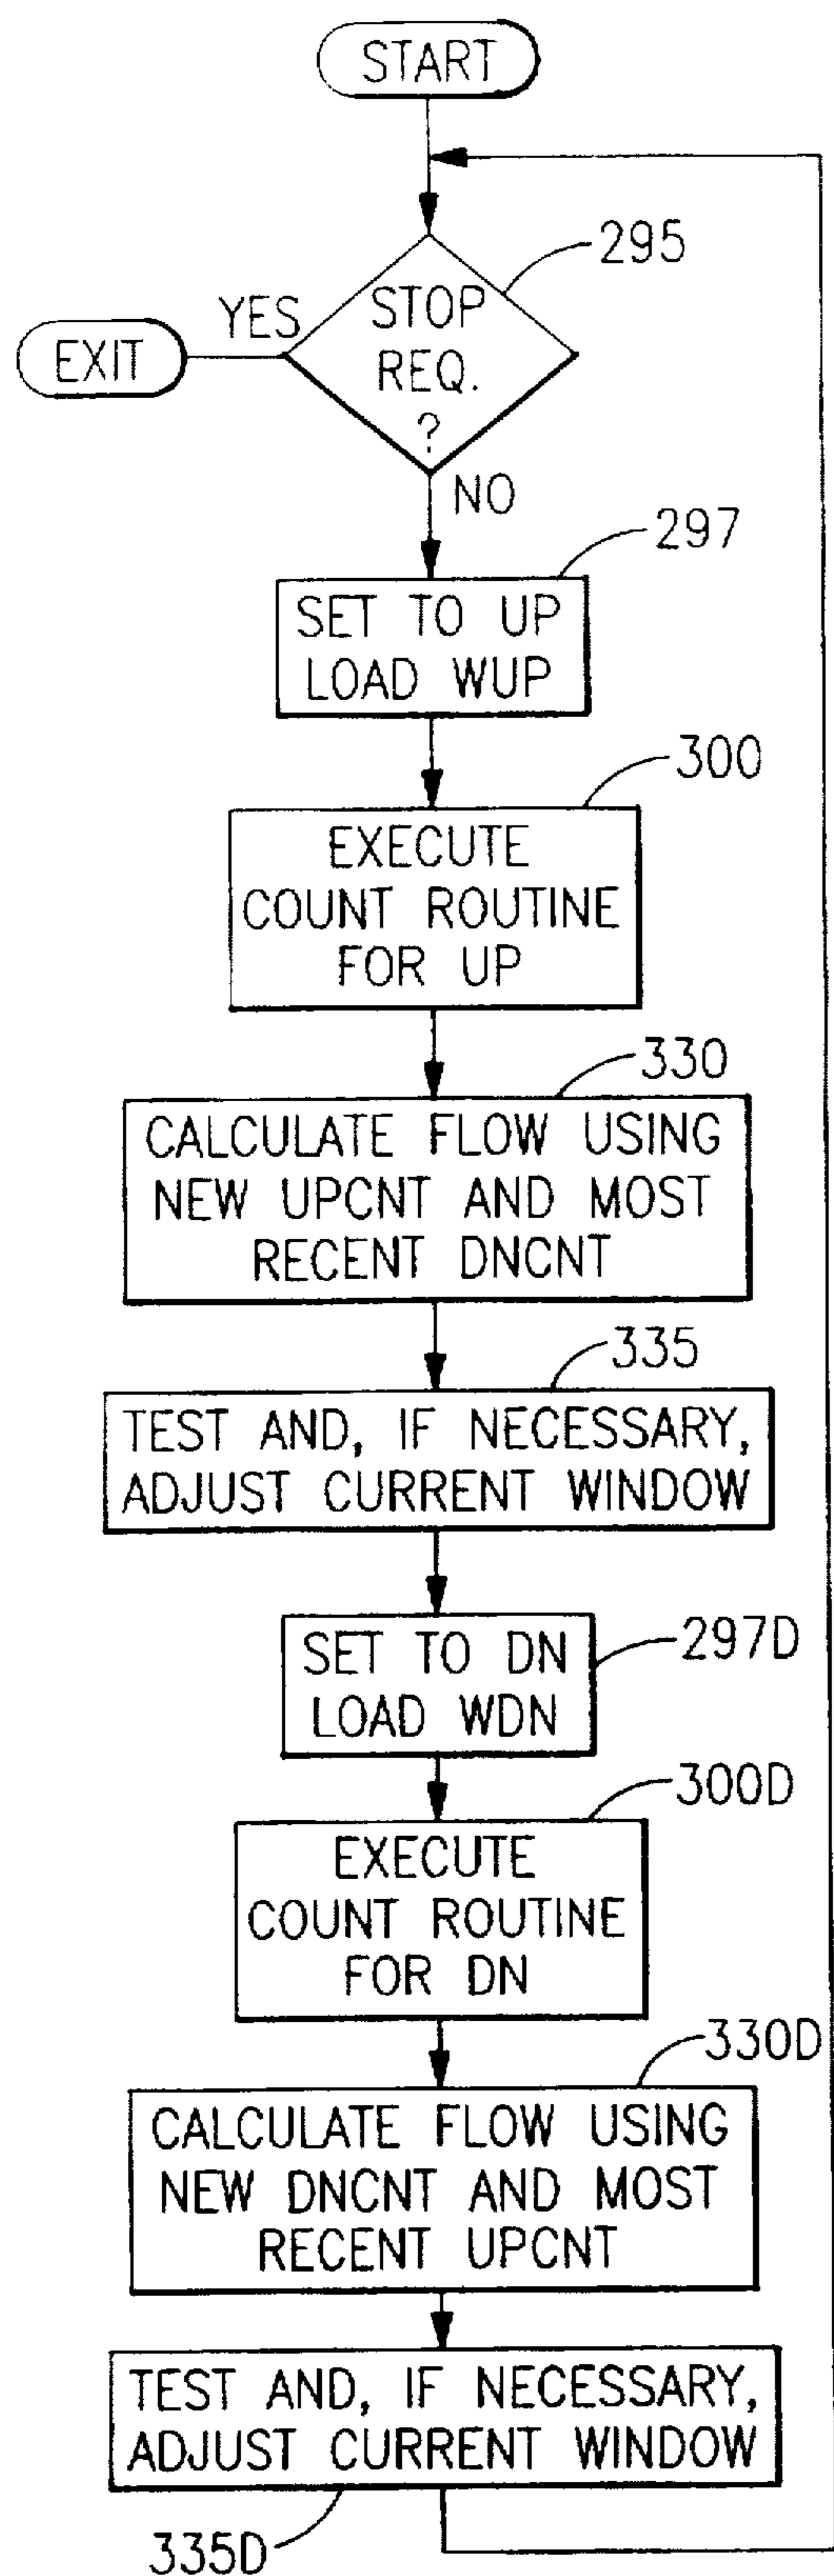 START
295
STOP
REQ.
?
YES
EXIT
NO
297
SET TO UP
LOAD WUP
300
EXECUTE
COUNT ROUTINE
FOR UP
330
CALCULATE FLOW USING
NEW UPCNT AND MOST
RECENT DNCNT
335
TEST AND, IF NECESSARY,
ADJUST CURRENT WINDOW
297D
SET TO DN
LOAD WDN
300D
EXECUTE
COUNT ROUTINE
FOR DN
330D
CALCULATE FLOW USING
NEW DNCNT AND MOST
RECENT UPCNT
TEST AND, IF NECESSARY,
ADJUST CURRENT WINDOW
335D